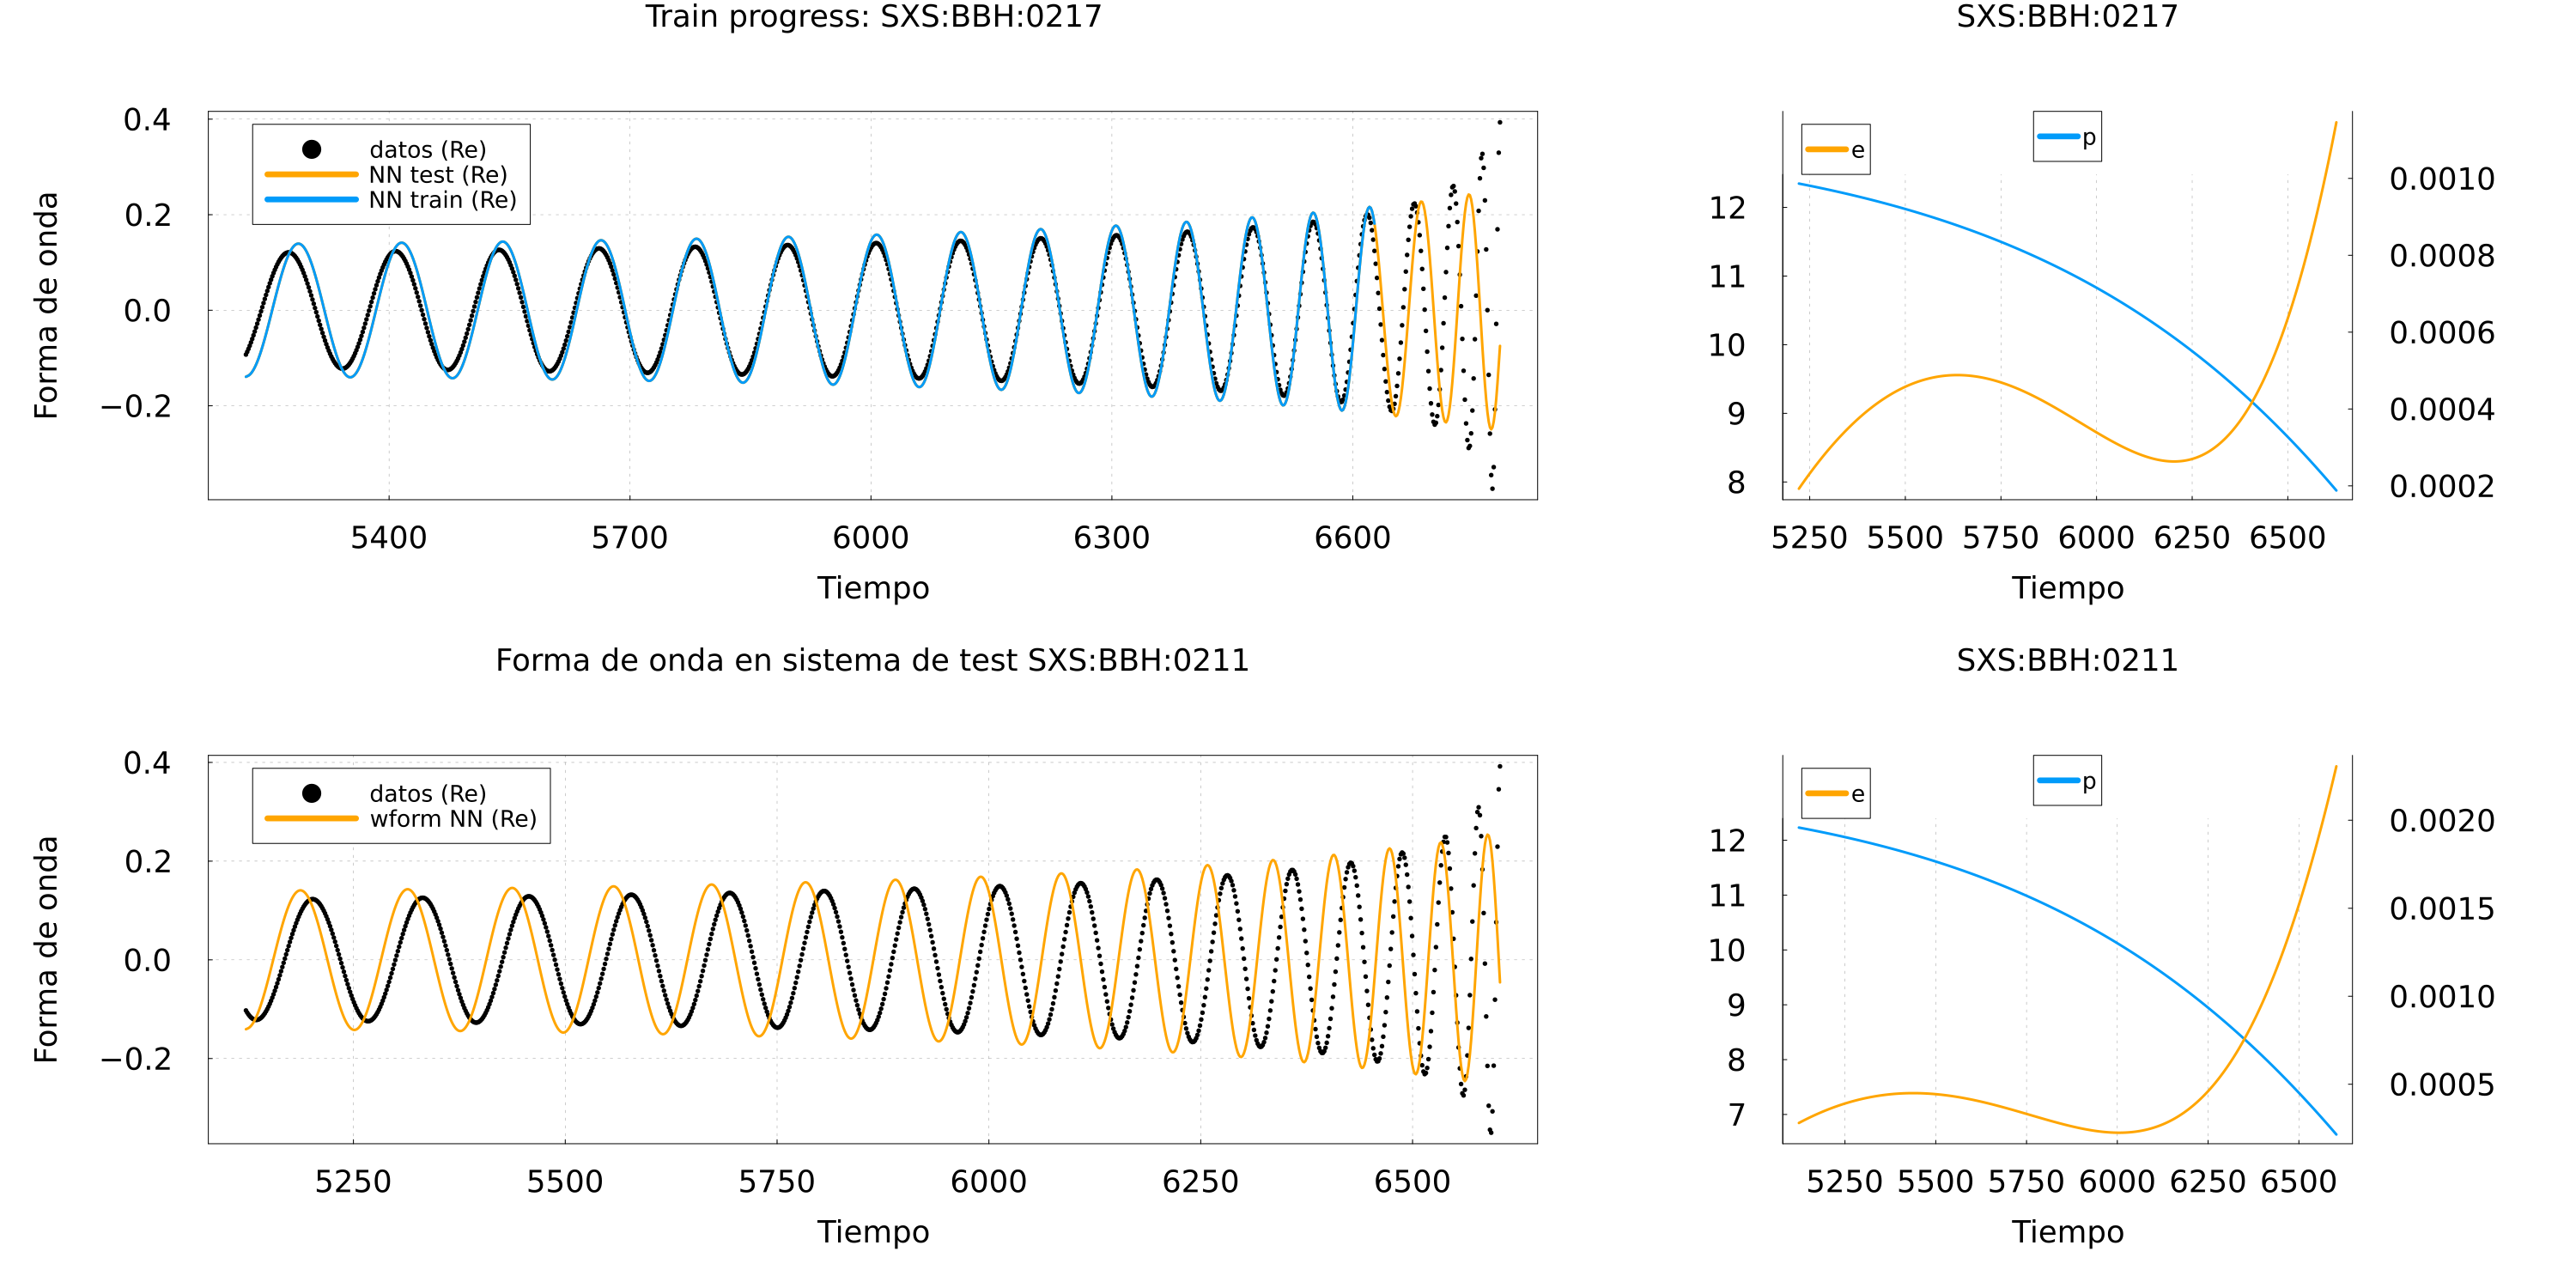 Train progress: SXS:BBH:0217
Forma de onda
0.4
0.2
0.0
−0.2
datos (Re)
NN test (Re)
NN train (Re)
5400 5700 6000 6300 6600
Tiempo
SXS:BBH:0217
e
p
12
11
10
9
8
0.0010
0.0008
0.0006
0.0004
0.0002
5250 5500 5750 6000 6250 6500
Tiempo
Forma de onda en sistema de test SXS:BBH:0211
Forma de onda
0.4
0.2
0.0
−0.2
datos (Re)
wform NN (Re)
5250 5500 5750 6000 6250 6500
Tiempo
SXS:BBH:0211
e
p
12
11
10
9
8
7
0.0020
0.0015
0.0010
0.0005
5250 5500 5750 6000 6250 6500
Tiempo